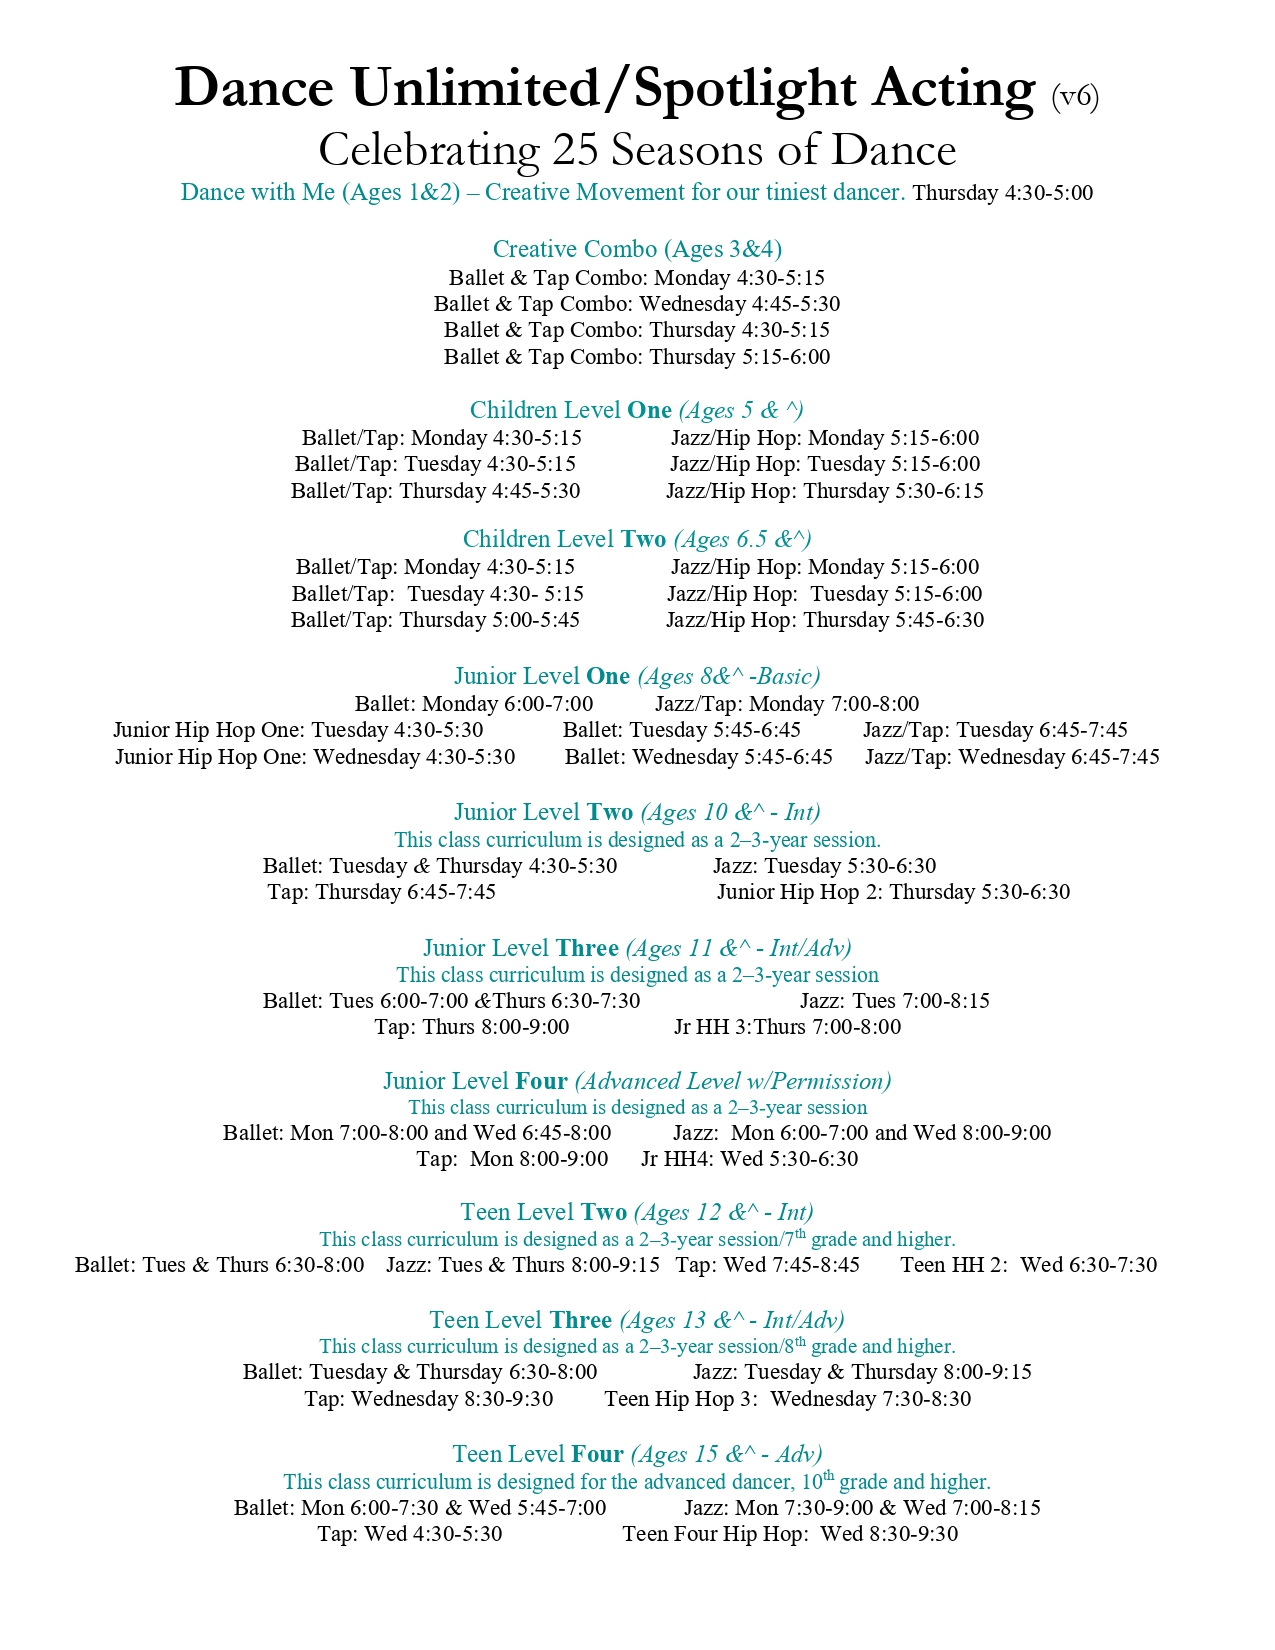 Dance Unlimited/Spotlight Acting (v6)
Celebrating 25 Seasons of Dance
Dance with Me (Ages 1&2) – Creative Movement for our tiniest dancer. Thursday 4:30-5:00
Creative Combo (Ages 3&4)
Ballet & Tap Combo: Monday 4:30-5:15
Ballet & Tap Combo: Wednesday 4:45-5:30
Ballet & Tap Combo: Thursday 4:30-5:15
Ballet & Tap Combo: Thursday 5:15-6:00
Children Level One (Ages 5 & ^)
Ballet/Tap: Monday 4:30-5:15 Jazz/Hip Hop: Monday 5:15-6:00
Ballet/Tap: Tuesday 4:30-5:15 Jazz/Hip Hop: Tuesday 5:15-6:00
Ballet/Tap: Thursday 4:45-5:30 Jazz/Hip Hop: Thursday 5:30-6:15
Children Level Two (Ages 6.5 &^)
Ballet/Tap: Monday 4:30-5:15 Jazz/Hip Hop: Monday 5:15-6:00
Ballet/Tap: Tuesday 4:30- 5:15 Jazz/Hip Hop: Tuesday 5:15-6:00
Ballet/Tap: Thursday 5:00-5:45 Jazz/Hip Hop: Thursday 5:45-6:30
Junior Level One (Ages 8&^ -Basic)
Ballet: Monday 6:00-7:00 Jazz/Tap: Monday 7:00-8:00
Junior Hip Hop One: Tuesday 4:30-5:30 Ballet: Tuesday 5:45-6:45 Jazz/Tap: Tuesday 6:45-7:45
Junior Hip Hop One: Wednesday 4:30-5:30 Ballet: Wednesday 5:45-6:45 Jazz/Tap: Wednesday 6:45-7:45
Junior Level Two (Ages 10 &^ - Int)
This class curriculum is designed as a 2–3-year session.
Ballet: Tuesday & Thursday 4:30-5:30 Jazz: Tuesday 5:30-6:30
Tap: Thursday 6:45-7:45 Junior Hip Hop 2: Thursday 5:30-6:30
Junior Level Three (Ages 11 &^ - Int/Adv)
This class curriculum is designed as a 2–3-year session
Ballet: Tues 6:00-7:00 &Thurs 6:30-7:30 Jazz: Tues 7:00-8:15
Tap: Thurs 8:00-9:00 Jr HH 3:Thurs 7:00-8:00
Junior Level Four (Advanced Level w/Permission)
This class curriculum is designed as a 2–3-year session
Ballet: Mon 7:00-8:00 and Wed 6:45-8:00 Jazz: Mon 6:00-7:00 and Wed 8:00-9:00
Tap: Mon 8:00-9:00 Jr HH4: Wed 5:30-6:30
Teen Level Two (Ages 12 &^ - Int)
This class curriculum is designed as a 2–3-year session/7th grade and higher.
Ballet: Tues & Thurs 6:30-8:00 Jazz: Tues & Thurs 8:00-9:15 Tap: Wed 7:45-8:45 Teen HH 2: Wed 6:30-7:30
Teen Level Three (Ages 13 &^ - Int/Adv)
This class curriculum is designed as a 2–3-year session/8th grade and higher.
Ballet: Tuesday & Thursday 6:30-8:00 Jazz: Tuesday & Thursday 8:00-9:15
Tap: Wednesday 8:30-9:30 Teen Hip Hop 3: Wednesday 7:30-8:30
Teen Level Four (Ages 15 &^ - Adv)
This class curriculum is designed for the advanced dancer, 10th grade and higher.
Ballet: Mon 6:00-7:30 & Wed 5:45-7:00 Jazz: Mon 7:30-9:00 & Wed 7:00-8:15
Tap: Wed 4:30-5:30 Teen Four Hip Hop: Wed 8:30-9:30